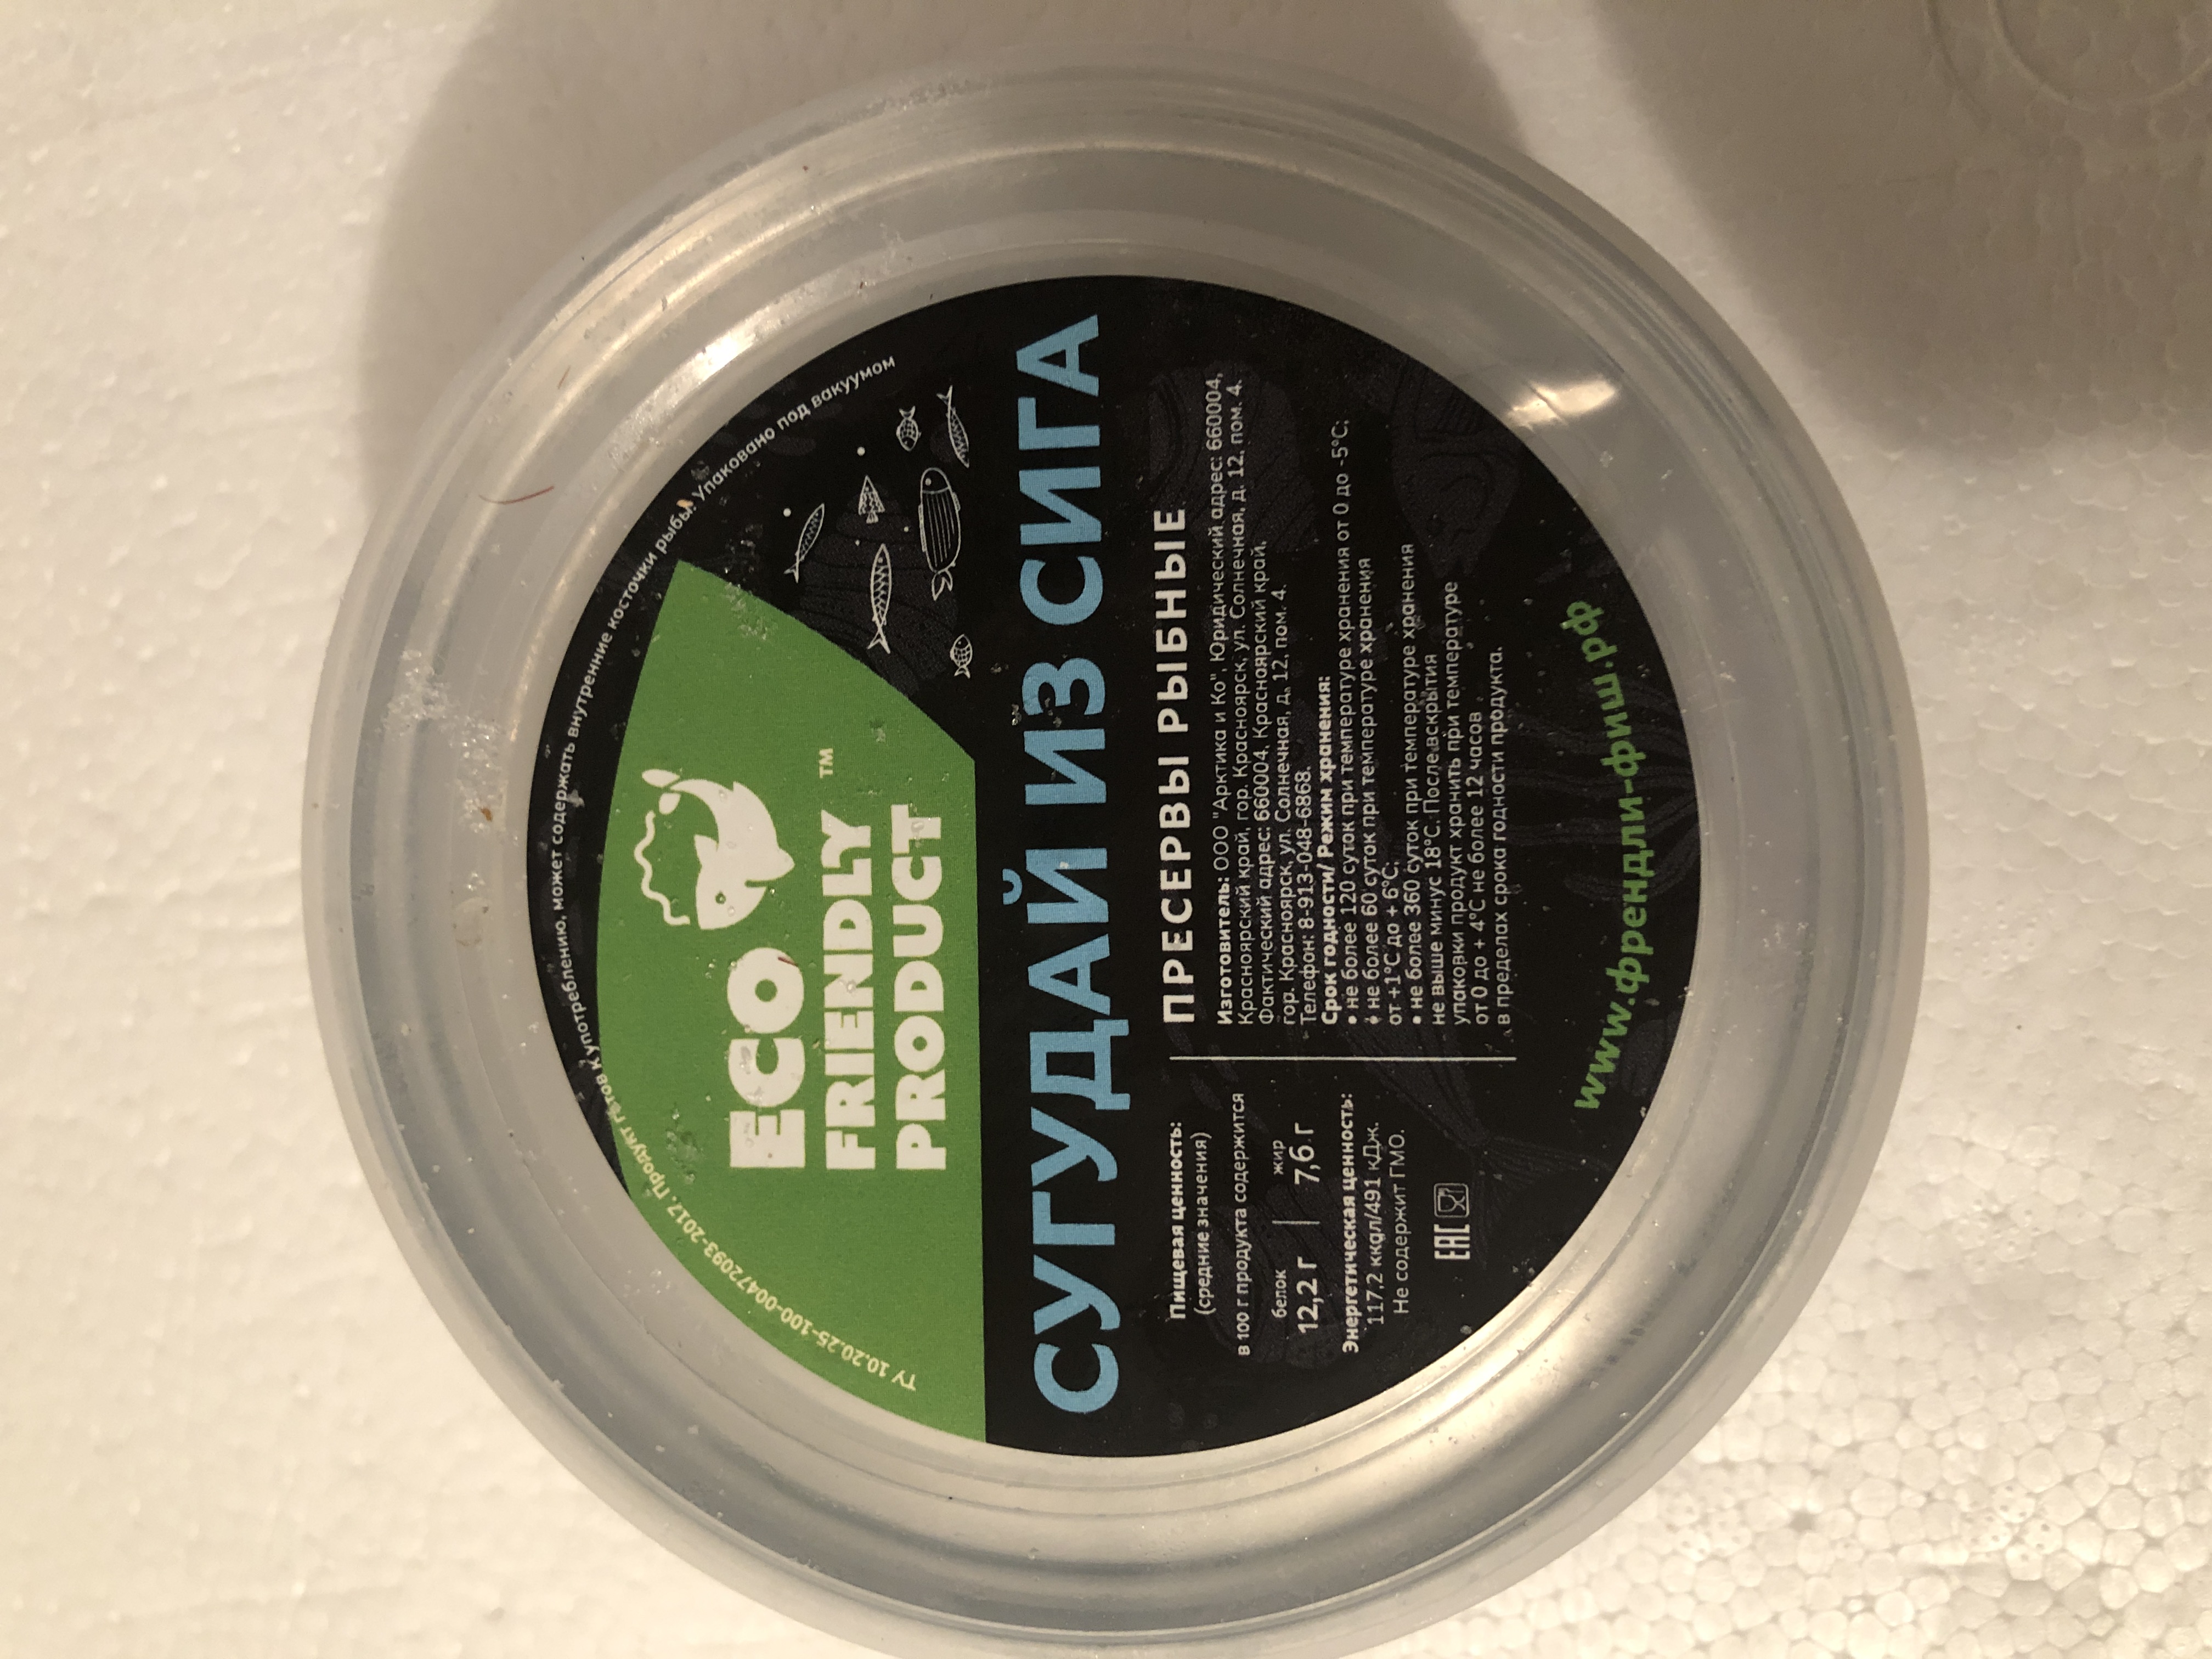 ТУ 10.20.25-100-00472093-2017. Продукт готов к употреблению, может содержать внутренние косточки рыбы. Упаковано под вакуумом
ECO
FRIENDLY
PRODUCT™
СУГУДАЙ ИЗ СИГА
Пищевая ценность:
(средние значения)
в 100 г продукта содержится
белок жир
12,2 г | 7,6 г
Энергетическая ценность:
117.2 ккал/491 кДж.
Не содержит ГМО.
EAC
ПРЕСЕРВЫ РЫБНЫЕ
Изготовитель: ООО "Арктика и Ко", Юридический адрес: 660004,
Красноярский край, гор. Красноярск, ул. Солнечная, д. 12, пом. 4.
Фактический адрес: 660004, Красноярский край,
гор. Красноярск, ул. Солнечная, д. 12, пом. 4.
Телефон: 8-913-048-6868.
Срок годности/ Режим хранения:
• не более 120 суток при температуре хранения от 0 до -5°C;
• не более 60 суток при температуре хранения
от +1°C до + 6°C;
• не более 360 суток при температуре хранения
не выше минус 18°C. После вскрытия
упаковки продукт хранить при температуре
от 0 до + 4°C не более 12 часов
в пределах срока годности продукта.
www.френдли-фиш.рф